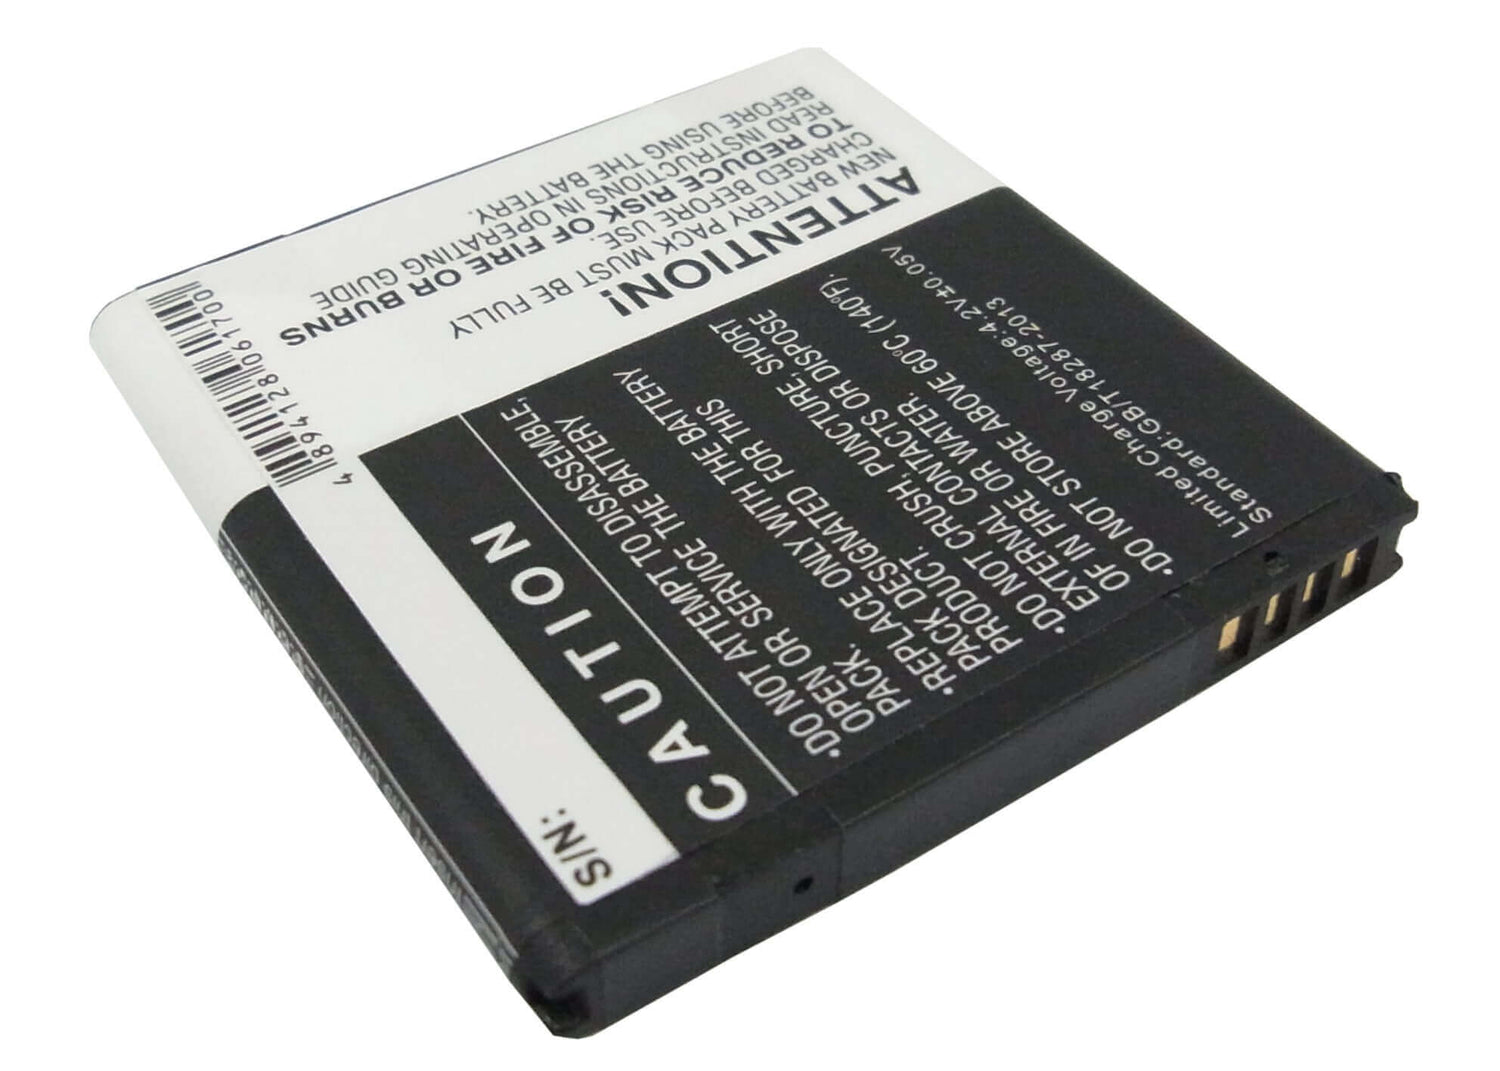 ATTENTION!
NEW BATTERY PACK MUST BE FULLY
CHARGED BEFORE USE.
TO REDUCE RISK OF FIRE OR BURNS
READ INSTRUCTIONS IN OPERATING GUIDE
BEFORE USING THE BATTERY.
4 894128 061700
S/N:
CAUTION
•DO NOT ATTEMPT TO DISASSEMBLE,
OPEN OR SERVICE THE BATTERY
PACK.
•REPLACE ONLY WITH THE BATTERY
PACK DESIGNATED FOR THIS
PRODUCT.
•DO NOT CRUSH, PUNCTURE, SHORT
EXTERNAL CONTACTS OR DISPOSE
OF IN FIRE OR WATER.
•DO NOT STORE ABOVE 60°C (140°F).
Limited Charge Voltage:4.2V±0.05V
Standard:GB/T18287-2013